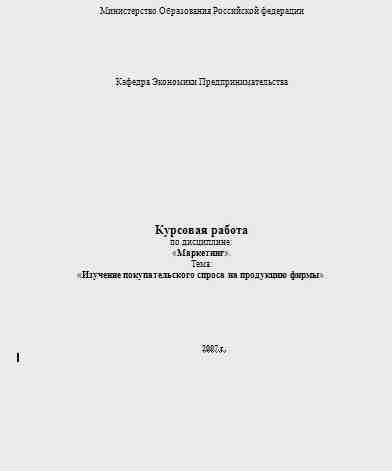 Министерство Образования Российской федерации
Кафедра Экономики Предпринимательства
Курсовая работа
по дисциплине:
«Маркетинг».
Тема:
«Изучение покупательского спроса на продукцию фирмы»
2007 г.